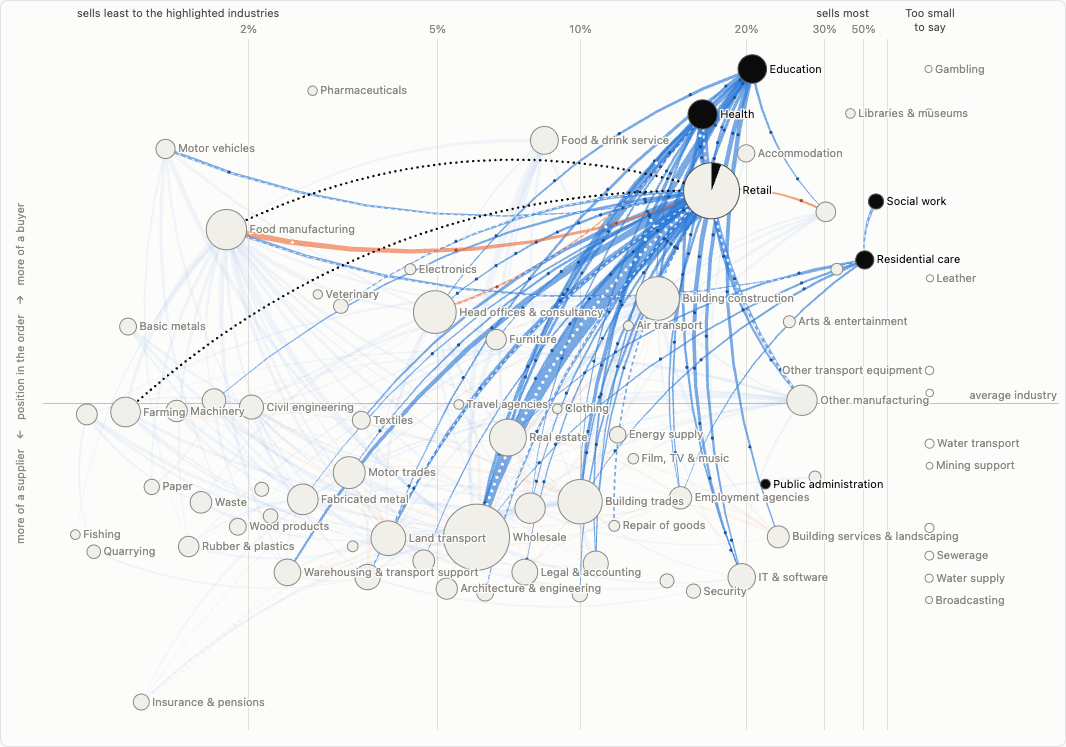 sells least to the highlighted industries
sells most
Too small
to say
2%
5%
10%
20%
30%
50%
Education
Gambling
Pharmaceuticals
Health
Libraries & museums
Food & drink service
Motor vehicles
Accommodation
Retail
Social work
Food manufacturing
Residential care
Electronics
Leather
Veterinary
Building construction
Head offices & consultancy
Arts & entertainment
Basic metals
Air transport
Furniture
Other transport equipment
average industry
Other manufacturing
Travel agencies
Clothing
Civil engineering
Farming
Machinery
Textiles
Energy supply
Real estate
Water transport
Film, TV & music
Mining support
Motor trades
Public administration
Paper
Employment agencies
Fabricated metal
Building trades
Waste
Wood products
Repair of goods
Fishing
Land transport
Wholesale
Building services & landscaping
Rubber & plastics
Quarrying
Sewerage
Warehousing & transport support
Legal & accounting
IT & software
Water supply
Architecture & engineering
Security
Broadcasting
Insurance & pensions
more of a supplier ← position in the order → more of a buyer